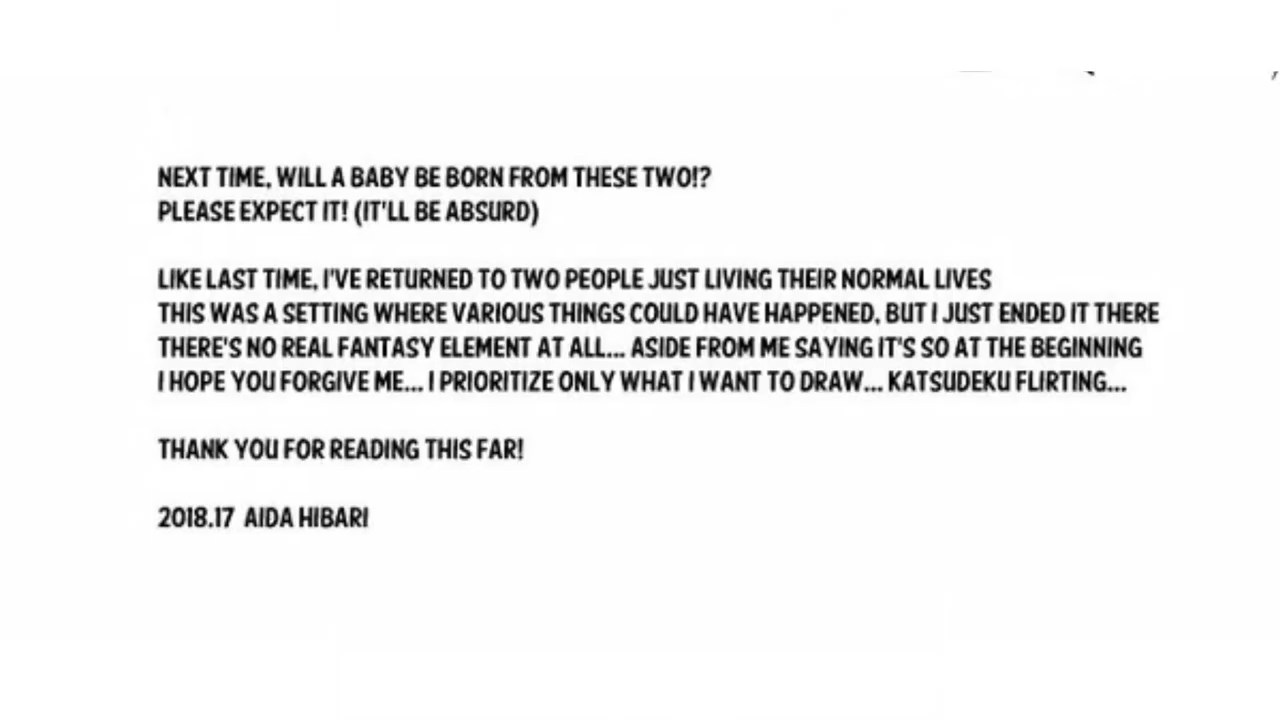 NEXT TIME, WILL A BABY BE BORN FROM THESE TWO!?
PLEASE EXPECT IT! (IT'LL BE ABSURD)
LIKE LAST TIME, I'VE RETURNED TO TWO PEOPLE JUST LIVING THEIR NORMAL LIVES
THIS WAS A SETTING WHERE VARIOUS THINGS COULD HAVE HAPPENED, BUT I JUST ENDED IT THERE
THERE'S NO REAL FANTASY ELEMENT AT ALL... ASIDE FROM ME SAYING IT'S SO AT THE BEGINNING
I HOPE YOU FORGIVE ME... I PRIORITIZE ONLY WHAT I WANT TO DRAW... KATSUDEKU FLIRTING...
THANK YOU FOR READING THIS FAR!
2018.17 AIDA HIBARI